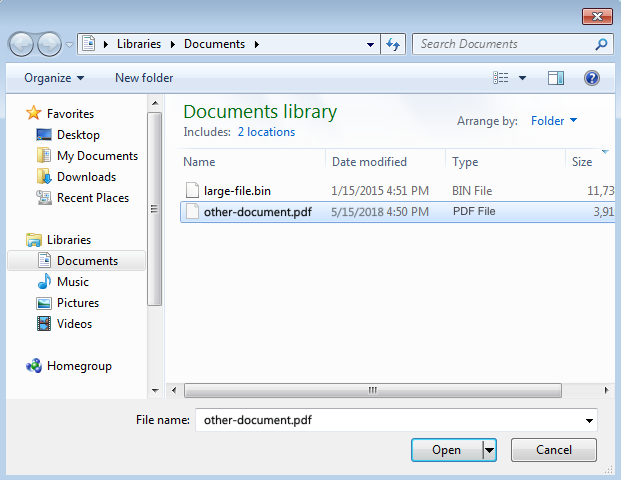 Libraries Documents Search Documents
Organize New folder ?
Favorites
Desktop
My Documents
Downloads
Recent Places
Libraries
Documents
Music
Pictures
Videos
Homegroup
Documents library
Includes: 2 locations
Arrange by: Folder
Name Date modified Type Size
large-file.bin 1/15/2015 4:51 PM BIN File 11,73
other-document.pdf 5/15/2018 4:50 PM PDF File 3,91
File name: other-document.pdf
Open Cancel